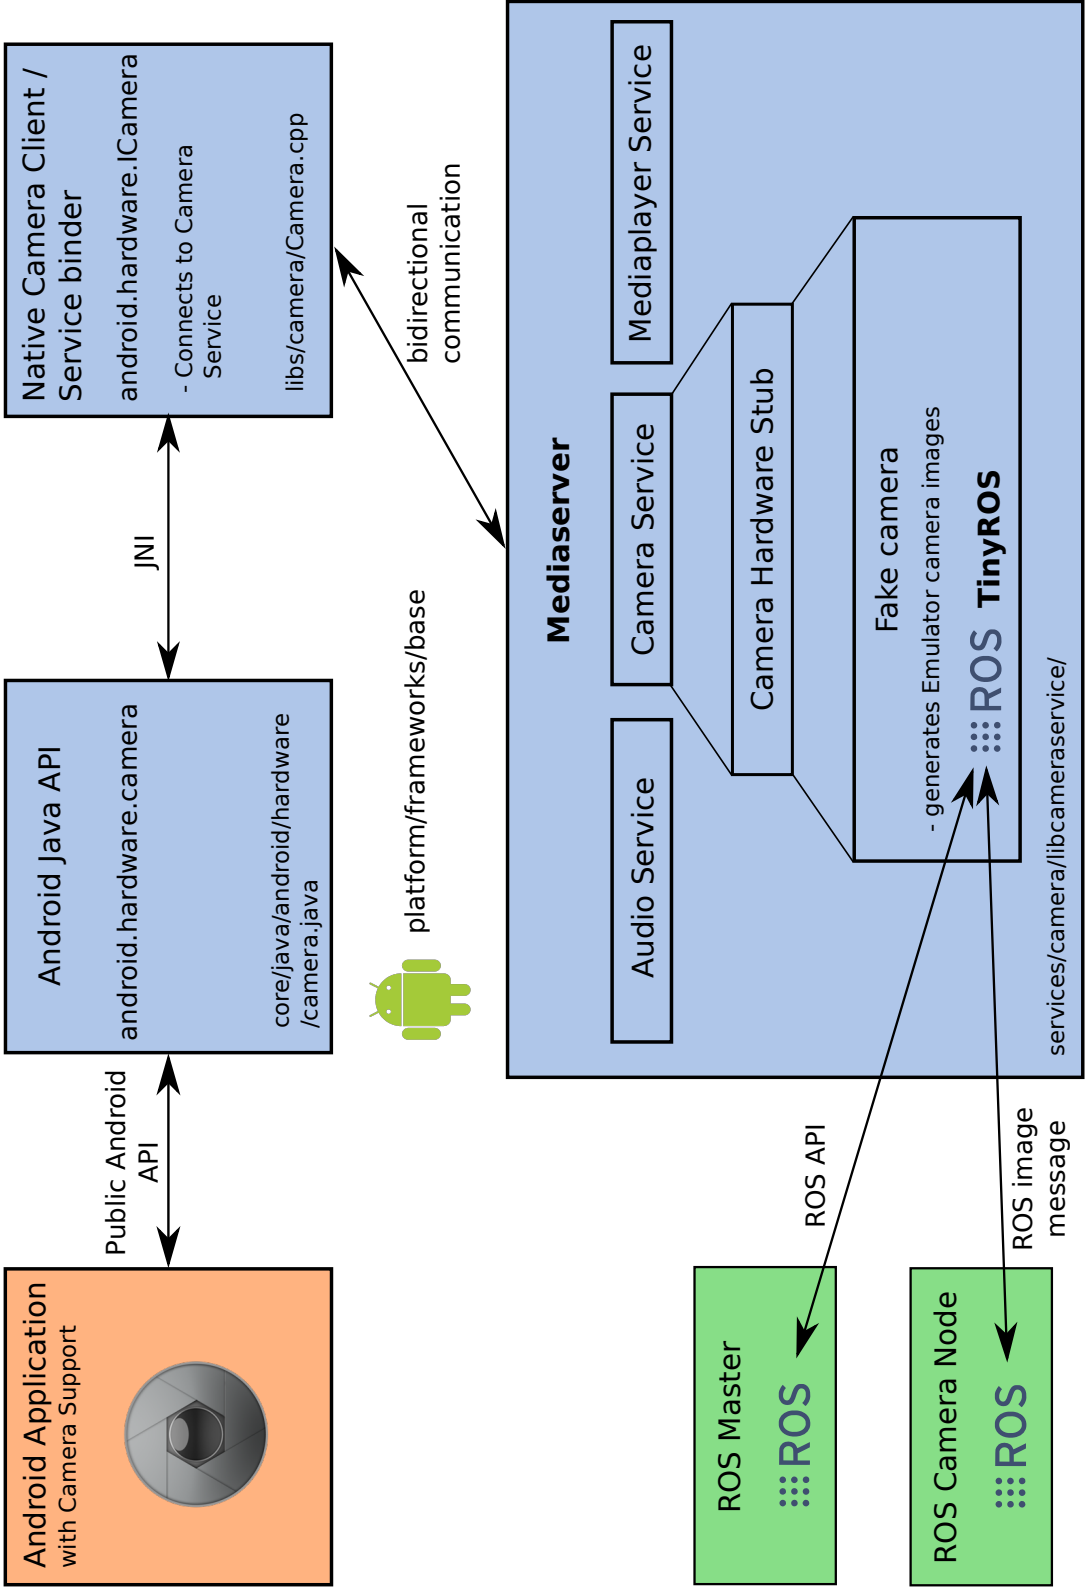 Android Application
with Camera Support
Public Android
API
Android Java API
android.hardware.camera
core/java/android/hardware
/camera.java
JNI
Native Camera Client /
Service binder
android.hardware.ICamera
- Connects to Camera
Service
libs/camera/Camera.cpp
platform/frameworks/base
bidirectional
communication
Mediaserver
Audio Service
Camera Service
Mediaplayer Service
Camera Hardware Stub
Fake camera
- generates Emulator camera images
ROS TinyROS
services/camera/libcameraservice/
ROS Master
ROS
ROS API
ROS Camera Node
ROS
ROS image
message